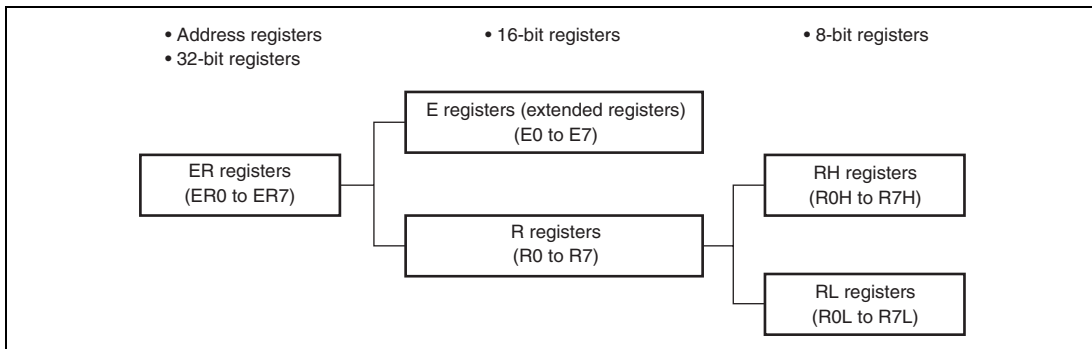 • Address registers
• 32-bit registers
• 16-bit registers
• 8-bit registers
E registers (extended registers)
(E0 to E7)
ER registers
(ER0 to ER7)
RH registers
(R0H to R7H)
R registers
(R0 to R7)
RL registers
(R0L to R7L)